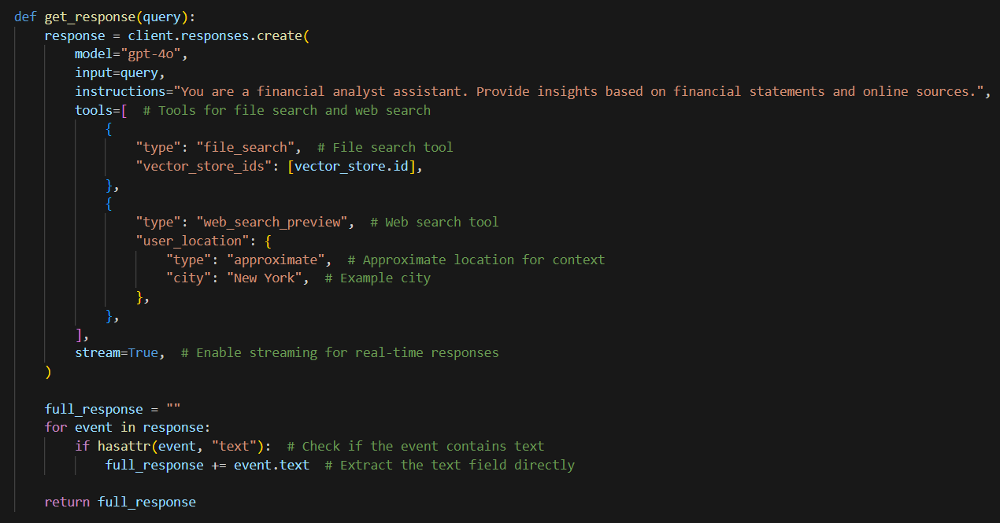 def get_response(query):
    response = client.responses.create(
        model="gpt-4o",
        input=query,
        instructions="You are a financial analyst assistant. Provide insights based on financial statements and online sources.",
        tools=[  # Tools for file search and web search
            {
                "type": "file_search",  # File search tool
                "vector_store_ids": [vector_store.id],
            },
            {
                "type": "web_search_preview",  # Web search tool
                "user_location": {
                    "type": "approximate",  # Approximate location for context
                    "city": "New York",  # Example city
                },
            },
        ],
        stream=True,  # Enable streaming for real-time responses
    )

    full_response = ""
    for event in response:
        if hasattr(event, "text"):  # Check if the event contains text
            full_response += event.text  # Extract the text field directly

    return full_response